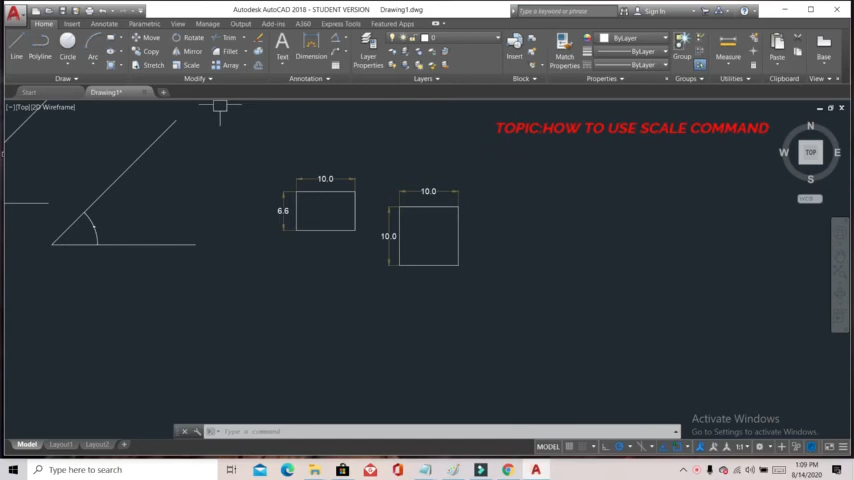 Autodesk AutoCAD 2018 - STUDENT VERSION    Drawing1.dwg
Type a keyword or phrase
Sign In
Home Insert Annotate Parametric View Manage Output Add-ins A360 Express Tools Featured Apps
Move Rotate Trim
0
ByLayer
Copy Mirror Fillet
ByLayer
Line Polyline Circle Arc Text Dimension Layer Properties Insert Match Properties Group Measure Paste Base
Stretch Scale Array
ByLayer
Draw Modify Annotation Layers Block Properties Groups Utilities Clipboard View
Start Drawing1*
[−][Top][2D Wireframe]
TOPIC:HOW TO USE SCALE COMMAND
N
W TOP E
S
WCS
10.0
10.0
6.6
10.0
Activate Windows
Go to Settings to activate Windows.
Type a command
Model Layout1 Layout2 +
MODEL 1:1
Type here to search
1:09 PM
8/14/2020